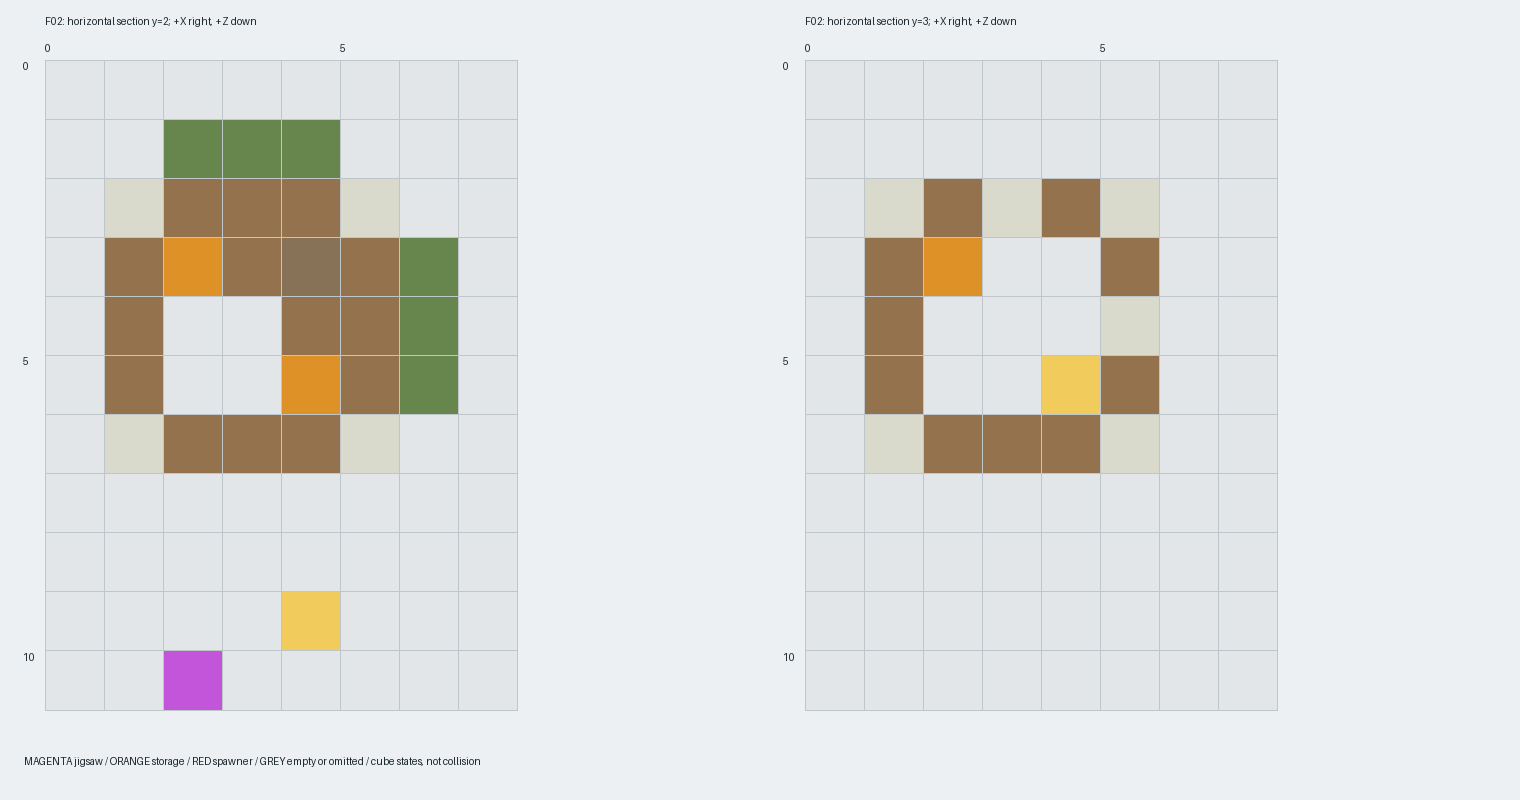 F02: horizontal section y=2; +X right, +Z down
F02: horizontal section y=3; +X right, +Z down
0 5
0 5
0
0
5
5
10
10
MAGENTA jigsaw / ORANGE storage / RED spawner / GREY empty or omitted / cube states, not collision